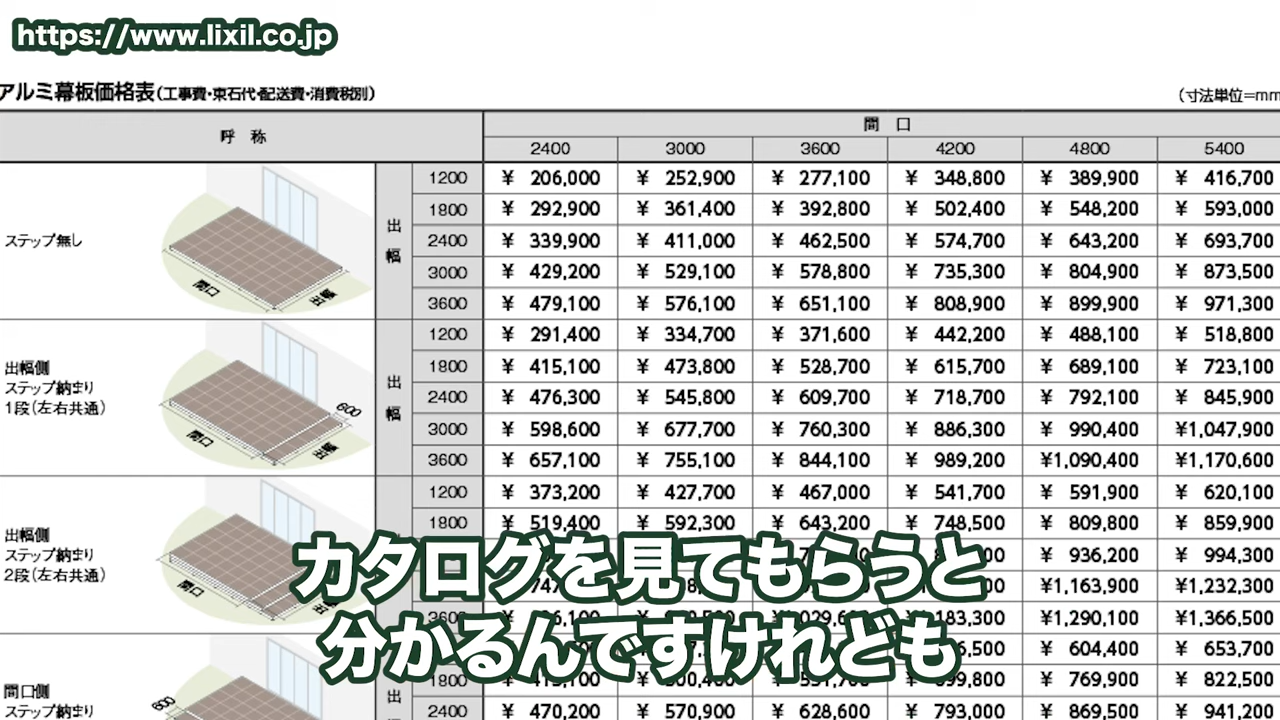 https://www.lixil.co.jp
アルミ幕板価格表(工事費・束石代・配送費・消費税別)
(寸法単位=mm
呼 称
間 口
2400 3000 3600 4200 4800 5400
ステップ無し
間口
出幅
出幅
1200 ¥ 206,000 ¥ 252,900 ¥ 277,100 ¥ 348,800 ¥ 389,900 ¥ 416,700
1800 ¥ 292,900 ¥ 361,400 ¥ 392,800 ¥ 502,400 ¥ 548,200 ¥ 593,000
2400 ¥ 339,900 ¥ 411,000 ¥ 462,500 ¥ 574,700 ¥ 643,200 ¥ 693,700
3000 ¥ 429,200 ¥ 529,100 ¥ 578,800 ¥ 735,300 ¥ 804,900 ¥ 873,500
3600 ¥ 479,100 ¥ 576,100 ¥ 651,100 ¥ 808,900 ¥ 899,900 ¥ 971,300
出幅側
ステップ納まり
1段(左右共通)
600
間口
出幅
出幅
1200 ¥ 291,400 ¥ 334,700 ¥ 371,600 ¥ 442,200 ¥ 488,100 ¥ 518,800
1800 ¥ 415,100 ¥ 473,800 ¥ 528,700 ¥ 615,700 ¥ 689,100 ¥ 723,100
2400 ¥ 476,300 ¥ 545,800 ¥ 609,700 ¥ 718,700 ¥ 792,100 ¥ 845,900
3000 ¥ 598,600 ¥ 677,700 ¥ 760,300 ¥ 886,300 ¥ 990,400 ¥1,047,900
3600 ¥ 657,100 ¥ 755,100 ¥ 844,100 ¥ 989,200 ¥1,090,400 ¥1,170,600
出幅側
ステップ納まり
2段(左右共通)
間口
1200 ¥ 373,200 ¥ 427,700 ¥ 467,000 ¥ 541,700 ¥ 591,900 ¥ 620,100
1800 ¥ 519,400 ¥ 592,300 ¥ 643,200 ¥ 748,500 ¥ 809,800 ¥ 859,900
¥ 936,200 ¥ 994,300
¥1,163,900 ¥1,232,300
3600 ¥1,290,100 ¥1,366,500
¥ 604,400 ¥ 653,700
間口側
ステップ納まり
600
出
1800 ¥ 769,900 ¥ 822,500
2400 ¥ 470,200 ¥ 570,900 ¥ 628,600 ¥ 793,000 ¥ 869,500 ¥ 941,200
カタログを見てもらうと
分かるんですけれども